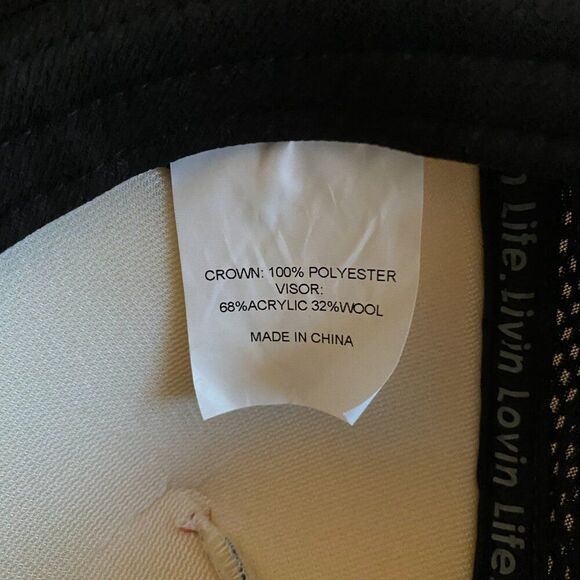 CROWN: 100% POLYESTER
VISOR:
68%ACRYLIC 32%WOOL
MADE IN CHINA
n Life. Livin Lovin Life